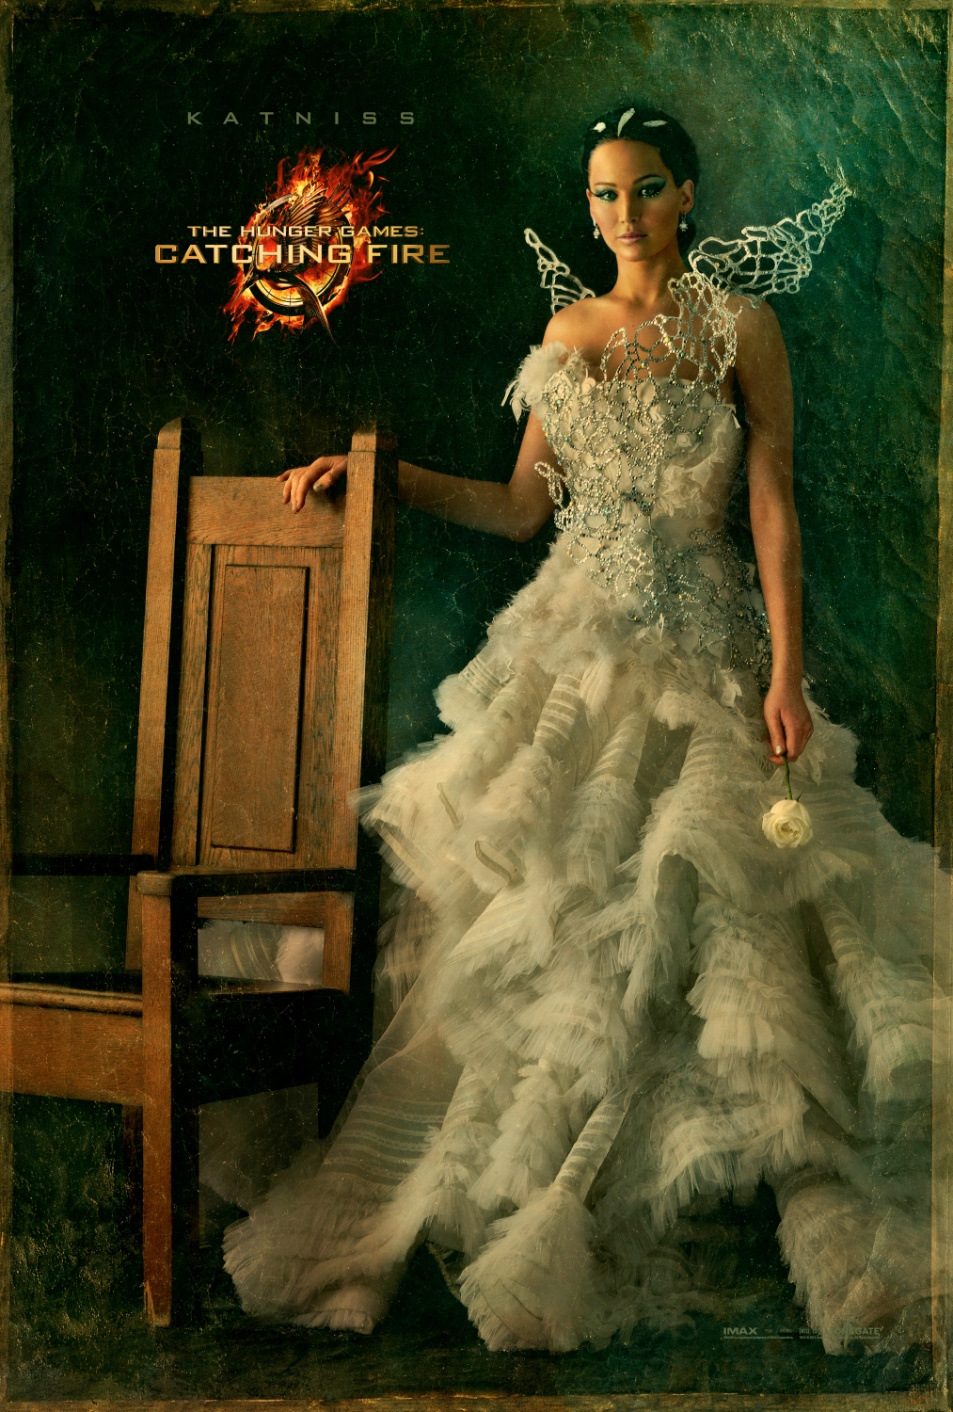 KATNISS
THE HUNGER GAMES:
CATCHING FIRE
IMAX